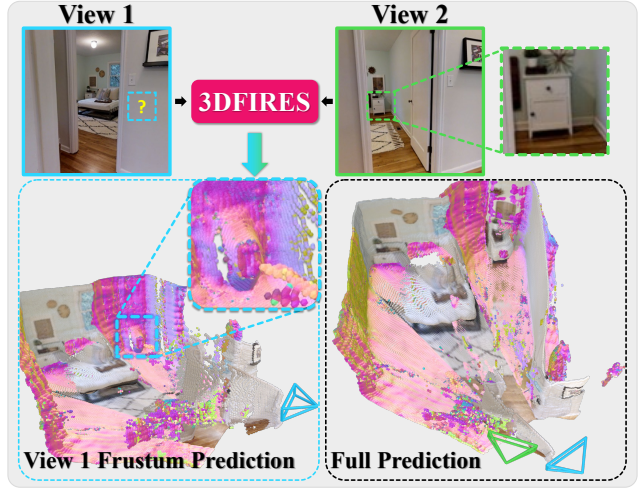 View 1
View 2
?
3DFIRES
View 1 Frustum Prediction
Full Prediction